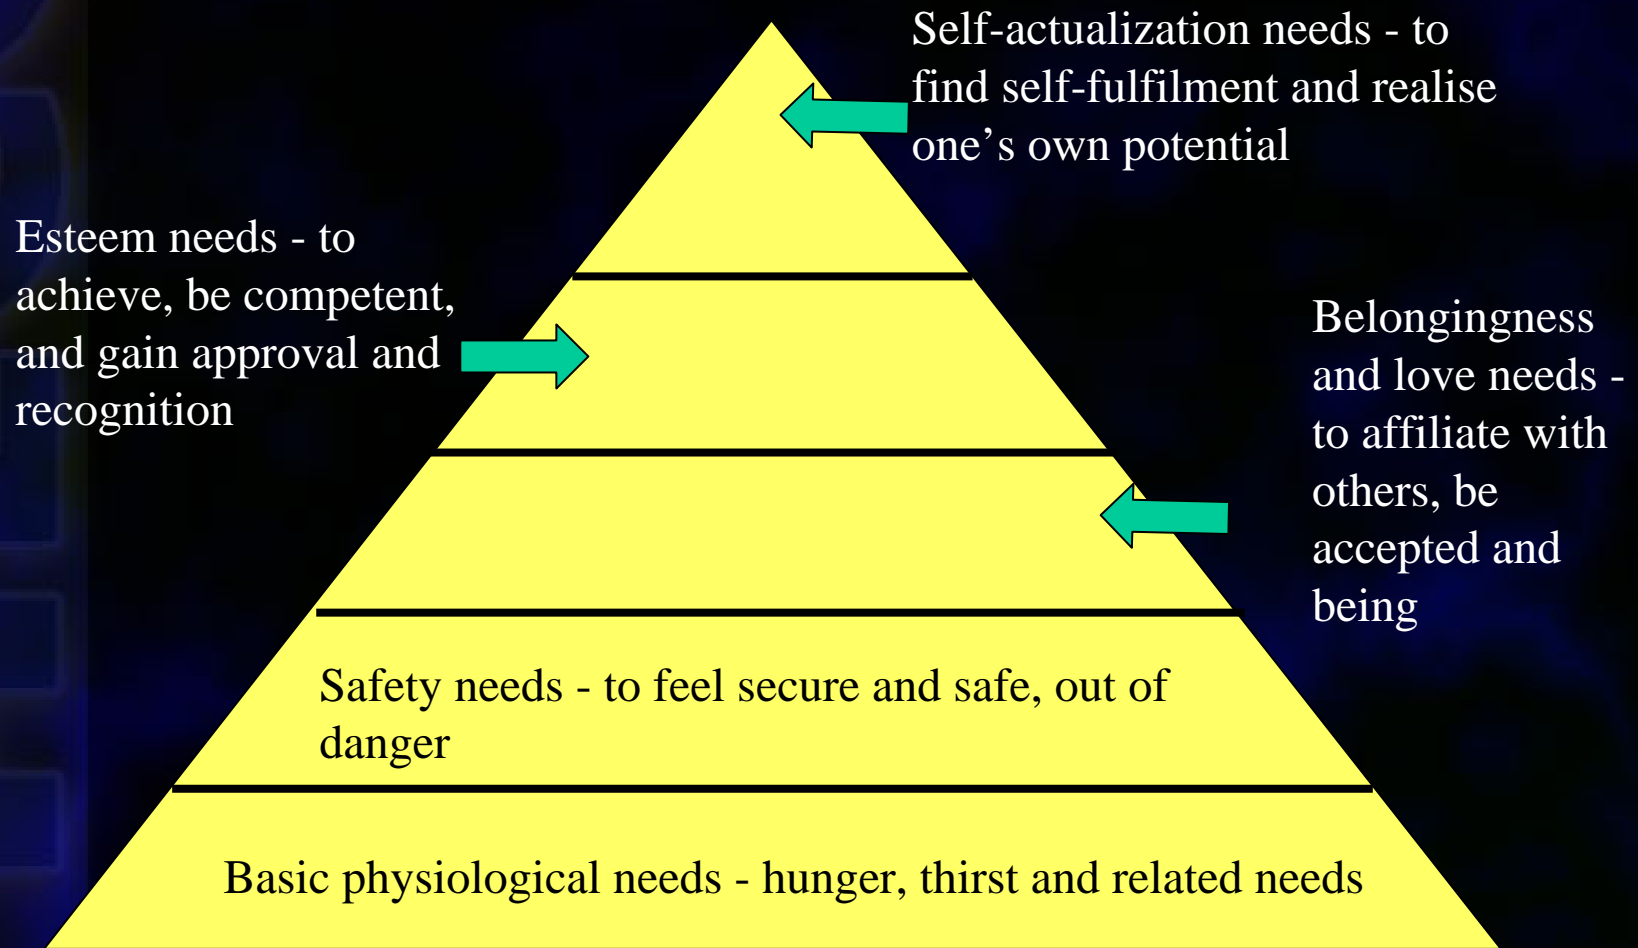 Self-actualization needs - to
find self-fulfilment and realise
one’s own potential
Esteem needs - to
achieve, be competent,
and gain approval and
recognition
Belongingness
and love needs -
to affiliate with
others, be
accepted and
being
Safety needs - to feel secure and safe, out of
danger
Basic physiological needs - hunger, thirst and related needs